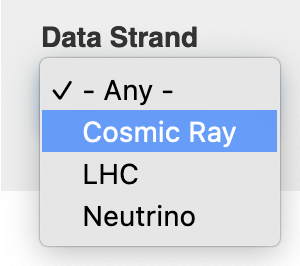 Data Strand
✓ - Any -
Cosmic Ray
LHC
Neutrino